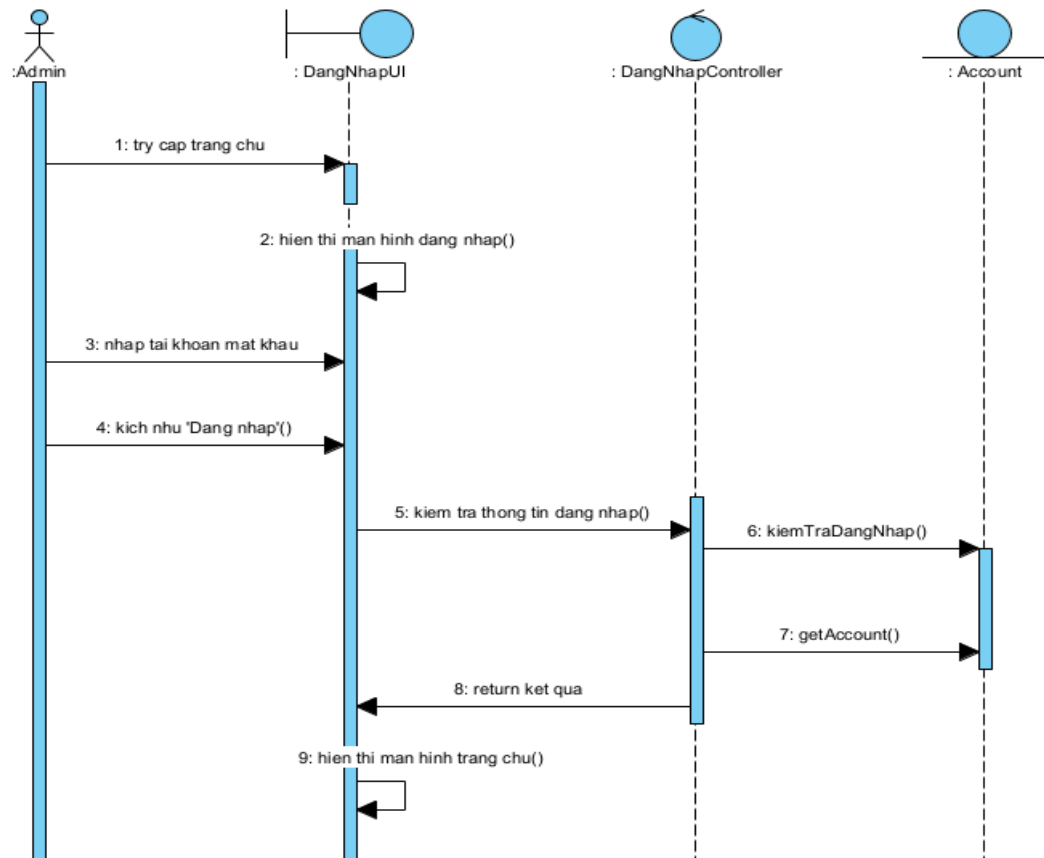 :Admin
: DangNhapUI
: DangNhapController
: Account
1: try cap trang chu
2: hien thi man hinh dang nhap()
3: nhap tai khoan mat khau
4: kich nhu 'Dang nhap'()
5: kiem tra thong tin dang nhap()
6: kiemTraDangNhap()
7: getAccount()
8: return ket qua
9: hien thi man hinh trang chu()